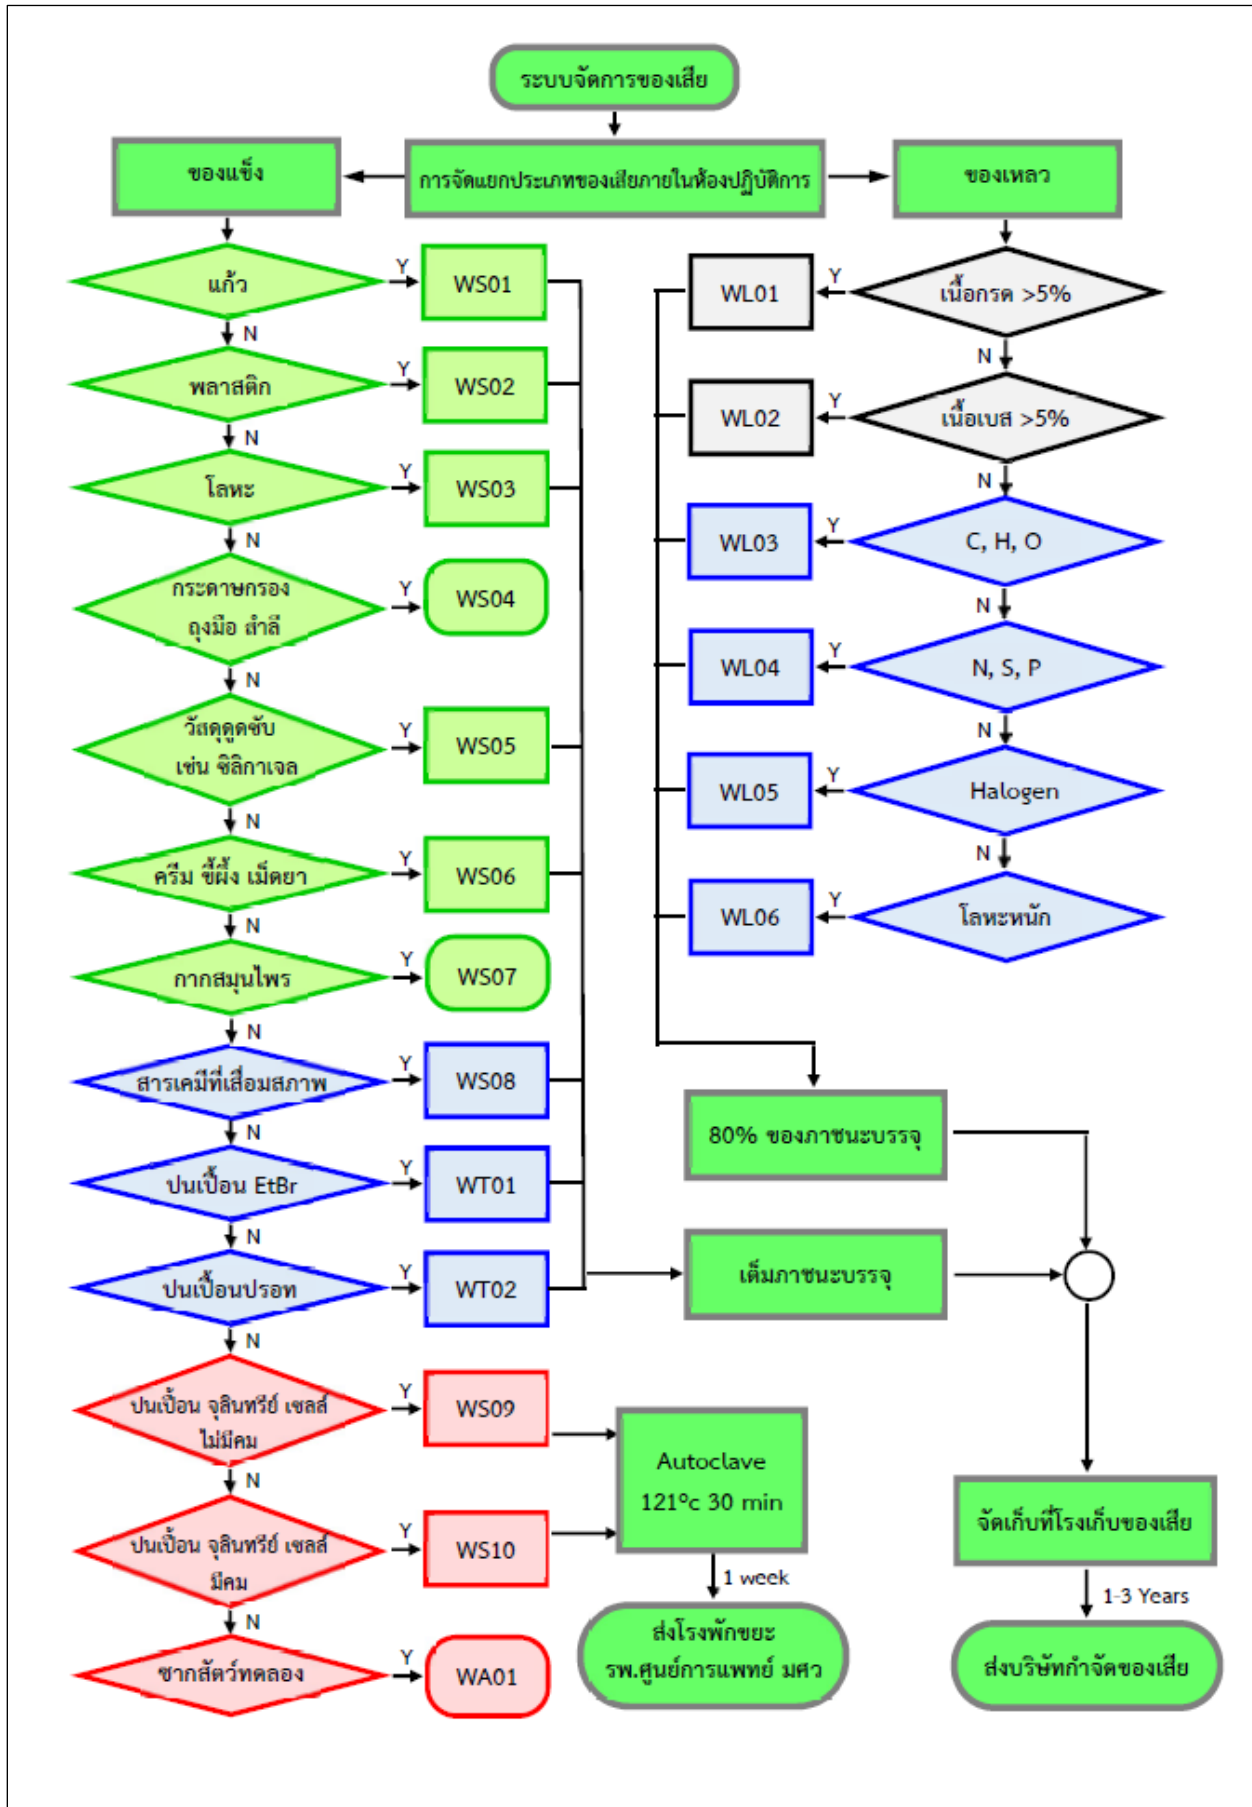 ระบบจัดการของเสีย
ของแข็ง
การจัดแยกประเภทของเสียภายในห้องปฏิบัติการ
ของเหลว
แก้ว
Y
WS01
N
พลาสติก
Y
WS02
N
โลหะ
Y
WS03
N
กระดาษกรอง
ถุงมือ สำลี
Y
WS04
N
วัสดุดูดซับ
เช่น ซิลิกาเจล
Y
WS05
N
ครีม ขี้ผึ้ง เม็ดยา
Y
WS06
N
กากสมุนไพร
Y
WS07
N
สารเคมีที่เสื่อมสภาพ
Y
WS08
N
ปนเปื้อน EtBr
Y
WT01
N
ปนเปื้อนปรอท
Y
WT02
N
ปนเปื้อน จุลินทรีย์ เซลล์
ไม่มีคม
Y
WS09
N
ปนเปื้อน จุลินทรีย์ เซลล์
มีคม
Y
WS10
N
ซากสัตว์ทดลอง
Y
WA01
เนื้อกรด >5%
Y
WL01
N
เนื้อเบส >5%
Y
WL02
N
C, H, O
Y
WL03
N
N, S, P
Y
WL04
N
Halogen
Y
WL05
N
โลหะหนัก
Y
WL06
80% ของภาชนะบรรจุ
เต็มภาชนะบรรจุ
Autoclave
121°c 30 min
1 week
ส่งโรงพักขยะ
รพ.ศูนย์การแพทย์ มศว
จัดเก็บที่โรงเก็บของเสีย
1-3 Years
ส่งบริษัทกำจัดของเสีย